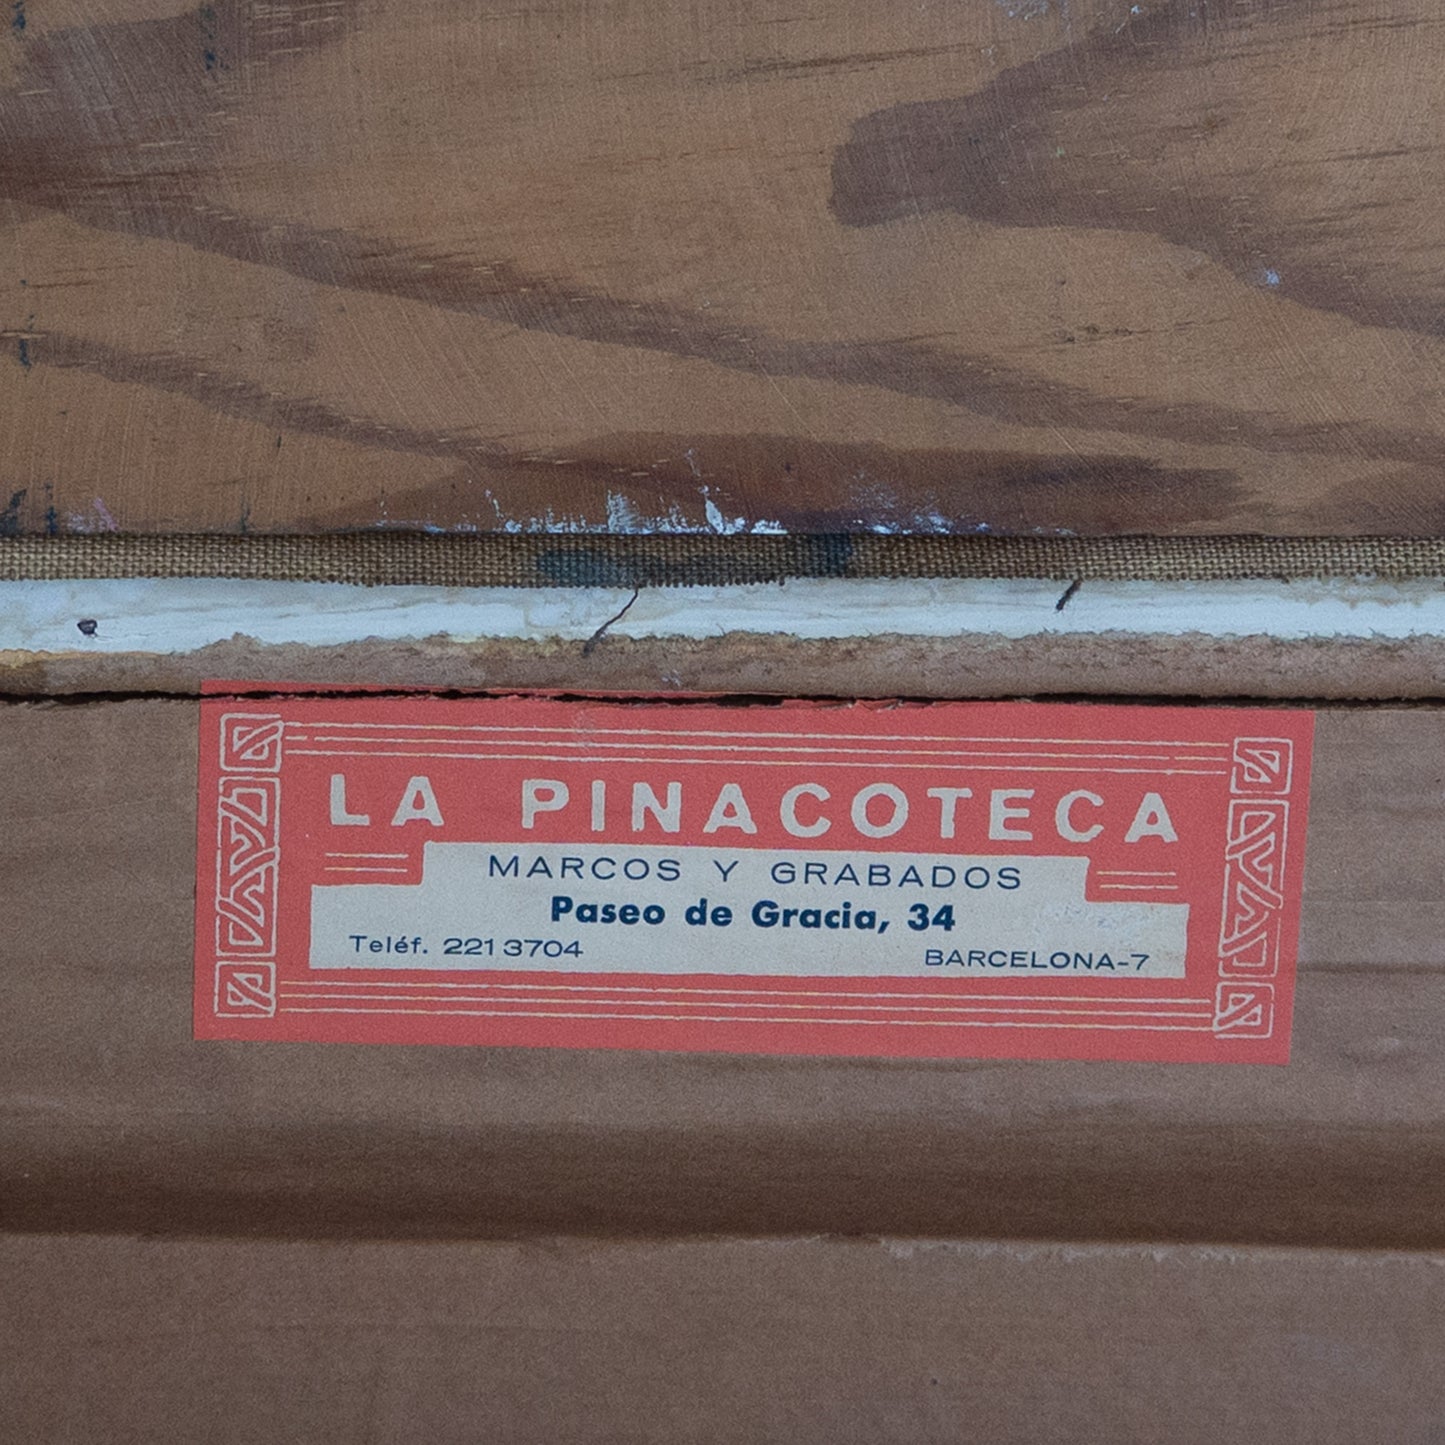 LA PINACOTECA
MARCOS Y GRABADOS
Paseo de Gracia, 34
Teléf. 221 3704 BARCELONA-7